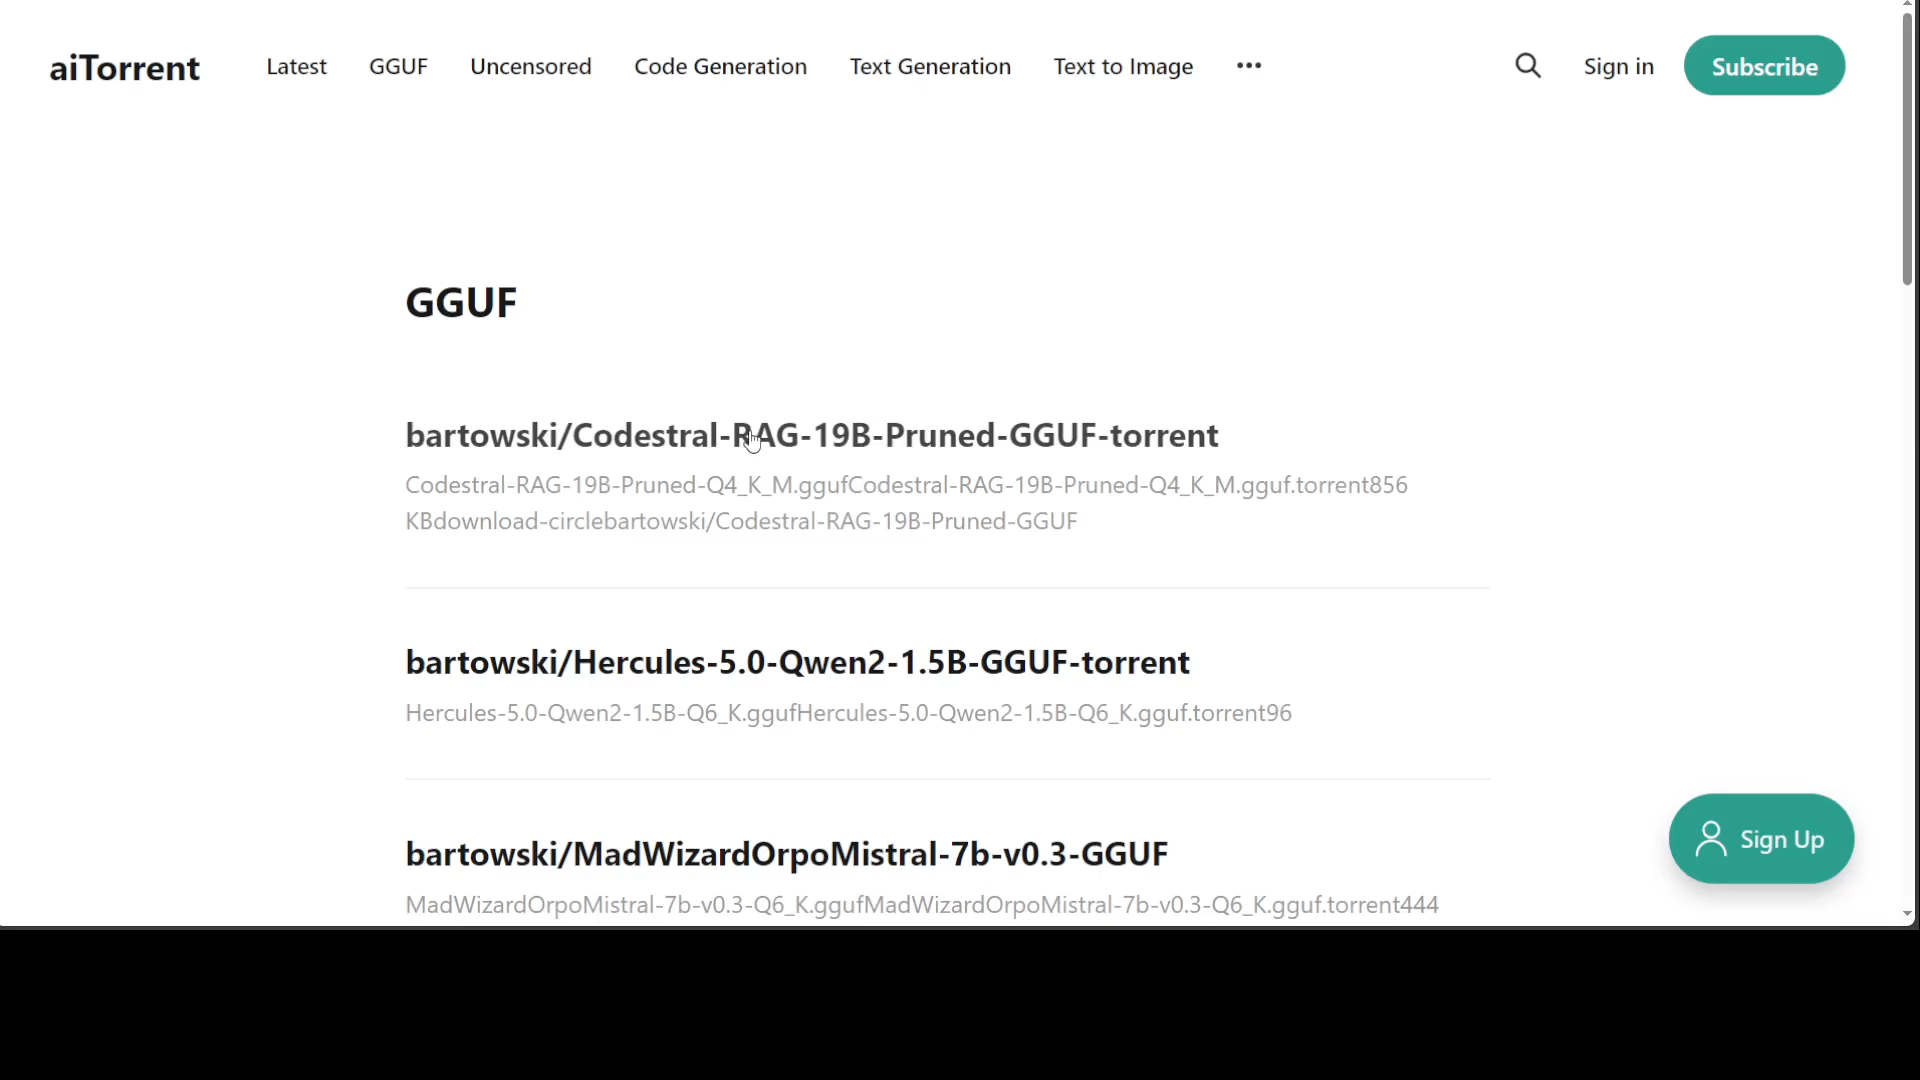 aiTorrent Latest GGUF Uncensored Code Generation Text Generation Text to Image ••• Sign in Subscribe
GGUF
bartowski/Codestral-RAG-19B-Pruned-GGUF-torrent
Codestral-RAG-19B-Pruned-Q4_K_M.ggufCodestral-RAG-19B-Pruned-Q4_K_M.gguf.torrent856
KBdownload-circlebartowski/Codestral-RAG-19B-Pruned-GGUF
bartowski/Hercules-5.0-Qwen2-1.5B-GGUF-torrent
Hercules-5.0-Qwen2-1.5B-Q6_K.ggufHercules-5.0-Qwen2-1.5B-Q6_K.gguf.torrent96
bartowski/MadWizardOrpoMistral-7b-v0.3-GGUF
Sign Up
MadWizardOrpoMistral-7b-v0.3-Q6_K.ggufMadWizardOrpoMistral-7b-v0.3-Q6_K.gguf.torrent444